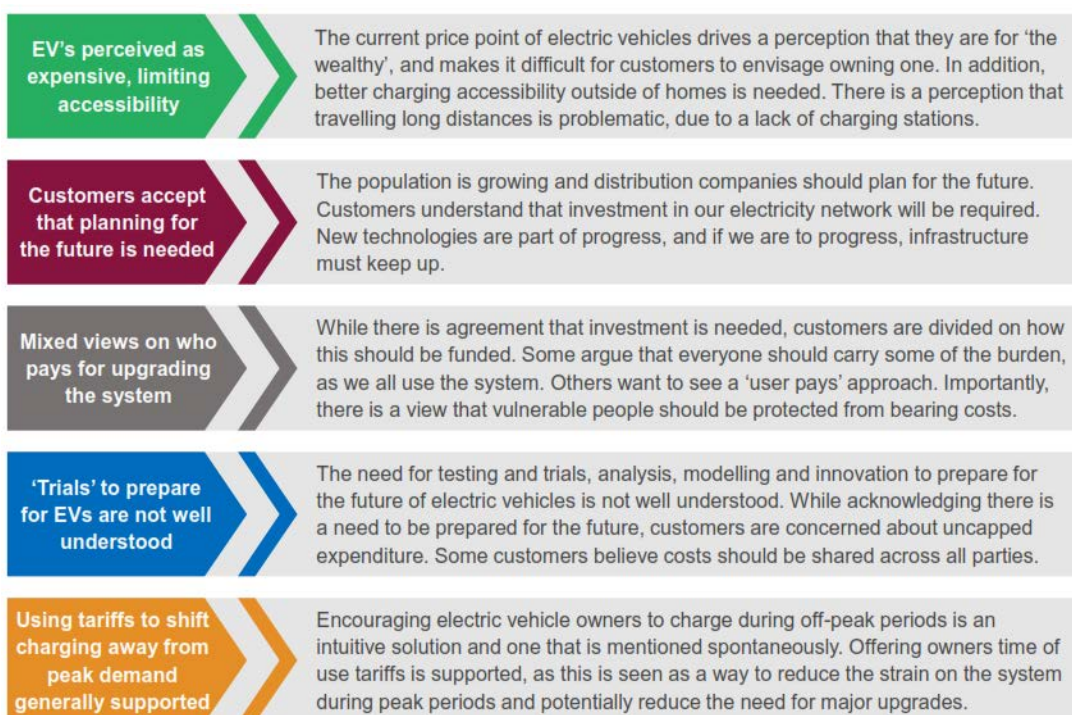 EV's perceived as
expensive, limiting
accessibility
The current price point of electric vehicles drives a perception that they are for ‘the
wealthy’, and makes it difficult for customers to envisage owning one. In addition,
better charging accessibility outside of homes is needed. There is a perception that
travelling long distances is problematic, due to a lack of charging stations.
Customers accept
that planning for
the future is needed
The population is growing and distribution companies should plan for the future.
Customers understand that investment in our electricity network will be required.
New technologies are part of progress, and if we are to progress, infrastructure
must keep up.
Mixed views on who
pays for upgrading
the system
While there is agreement that investment is needed, customers are divided on how
this should be funded. Some argue that everyone should carry some of the burden,
as we all use the system. Others want to see a ‘user pays’ approach. Importantly,
there is a view that vulnerable people should be protected from bearing costs.
‘Trials’ to prepare
for EVs are not well
understood
The need for testing and trials, analysis, modelling and innovation to prepare for
the future of electric vehicles is not well understood. While acknowledging there is
a need to be prepared for the future, customers are concerned about uncapped
expenditure. Some customers believe costs should be shared across all parties.
Using tariffs to shift
charging away from
peak demand
generally supported
Encouraging electric vehicle owners to charge during off-peak periods is an
intuitive solution and one that is mentioned spontaneously. Offering owners time of
use tariffs is supported, as this is seen as a way to reduce the strain on the system
during peak periods and potentially reduce the need for major upgrades.